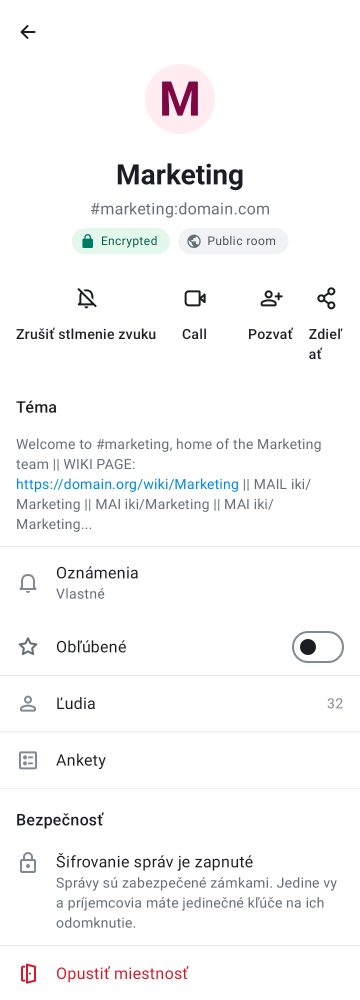 M
Marketing
#marketing:domain.com
Encrypted
Public room
Zrušiť stlmenie zvuku
Call
Pozvať
Zdieľ
ať
Téma
Welcome to #marketing, home of the Marketing
team || WIKI PAGE:
https://domain.org/wiki/Marketing || MAIL iki/
Marketing || MAI iki/Marketing || MAI iki/
Marketing...
Oznámenia
Vlastné
Obľúbené
Ľudia
32
Ankety
Bezpečnosť
Šifrovanie správ je zapnuté
Správy sú zabezpečené zámkami. Jedine vy
a príjemcovia máte jedinečné kľúče na ich
odomknutie.
Opustiť miestnosť